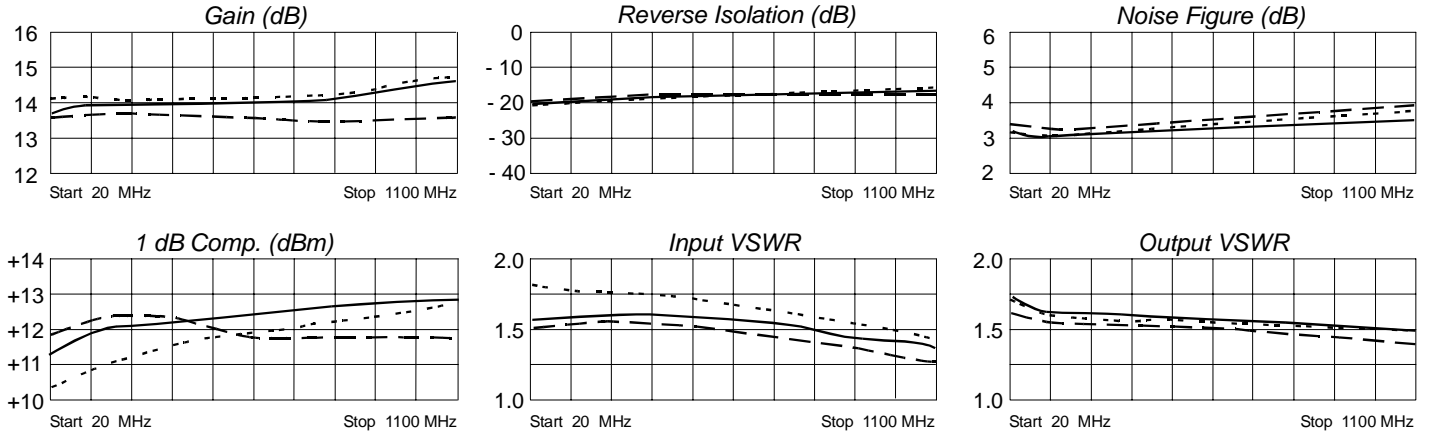 Gain (dB)
16
15
14
13
12
Start 20 MHz Stop 1100 MHz
Reverse Isolation (dB)
0
- 10
- 20
- 30
- 40
Start 20 MHz Stop 1100 MHz
Noise Figure (dB)
6
5
4
3
2
Start 20 MHz Stop 1100 MHz
1 dB Comp. (dBm)
+14
+13
+12
+11
+10
Start 20 MHz Stop 1100 MHz
Input VSWR
2.0
1.5
1.0
Start 20 MHz Stop 1100 MHz
Output VSWR
2.0
1.5
1.0
Start 20 MHz Stop 1100 MHz